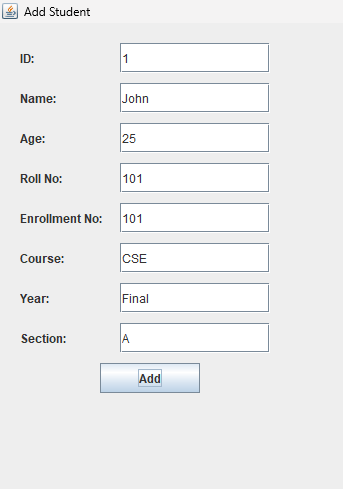 Add Student
ID: 1
Name: John
Age: 25
Roll No: 101
Enrollment No: 101
Course: CSE
Year: Final
Section: A
Add